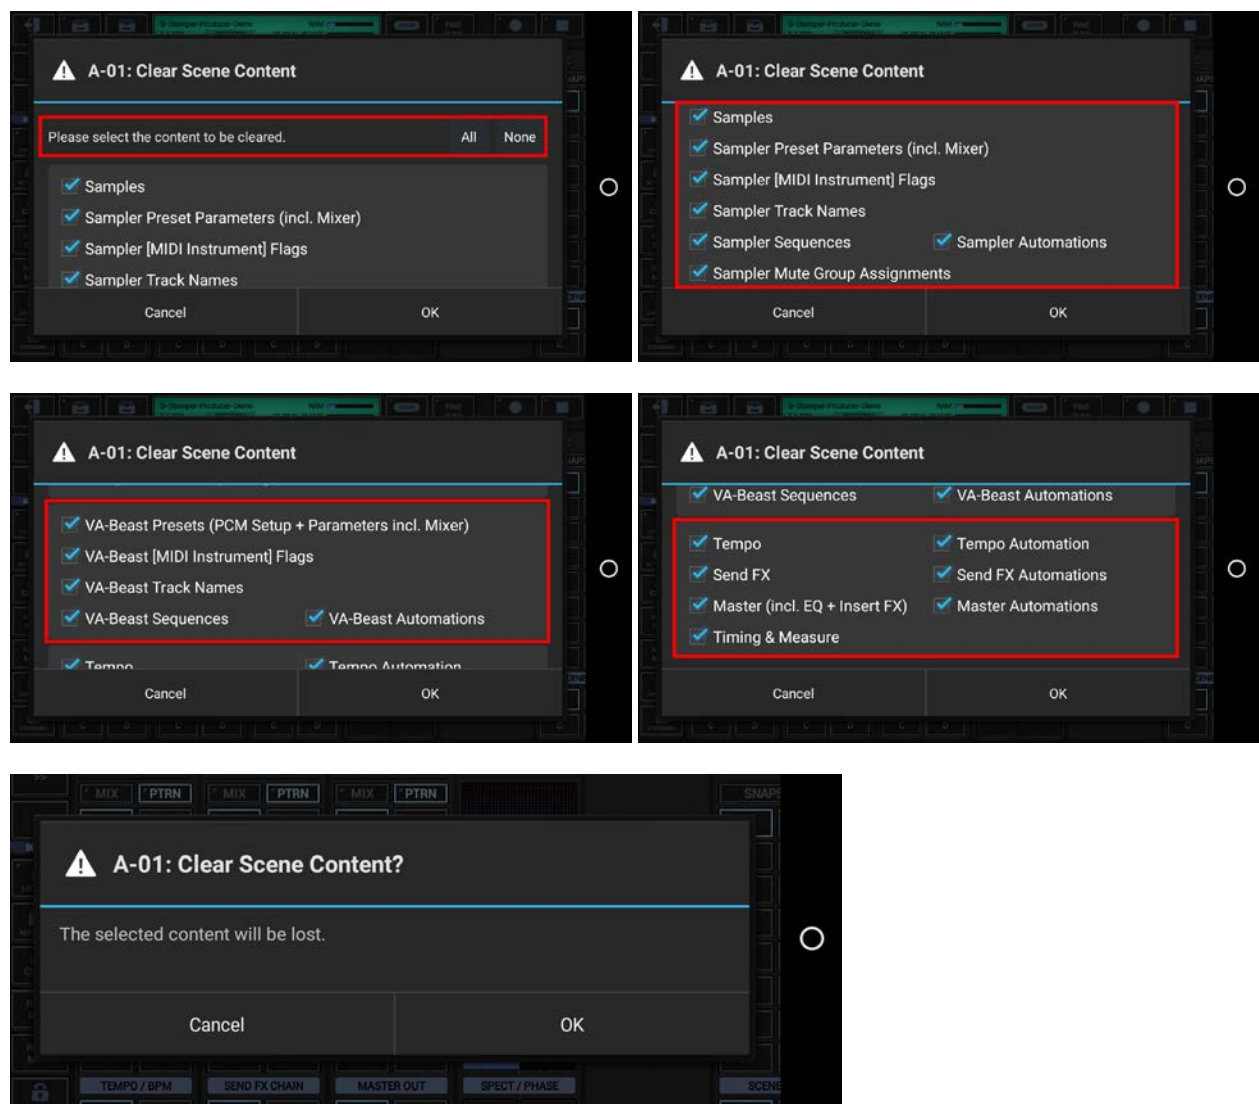 A-01: Clear Scene Content
Please select the content to be cleared. All None
Samples
Sampler Preset Parameters (incl. Mixer)
Sampler [MIDI Instrument] Flags
Sampler Track Names
Cancel OK
A-01: Clear Scene Content
Samples
Sampler Preset Parameters (incl. Mixer)
Sampler [MIDI Instrument] Flags
Sampler Track Names
Sampler Sequences Sampler Automations
Sampler Mute Group Assignments
Cancel OK
A-01: Clear Scene Content
VA-Beast Presets (PCM Setup + Parameters incl. Mixer)
VA-Beast [MIDI Instrument] Flags
VA-Beast Track Names
VA-Beast Sequences VA-Beast Automations
Tempo Tempo Automation
Cancel OK
A-01: Clear Scene Content
VA-Beast Sequences VA-Beast Automations
Tempo Tempo Automation
Send FX Send FX Automations
Master (incl. EQ + Insert FX) Master Automations
Timing & Measure
Cancel OK
MIX PTRN MIX PTRN MIX PTRN
A-01: Clear Scene Content?
The selected content will be lost.
Cancel OK
TEMPO / BPM SEND FX CHAIN MASTER OUT SPECT / PHASE